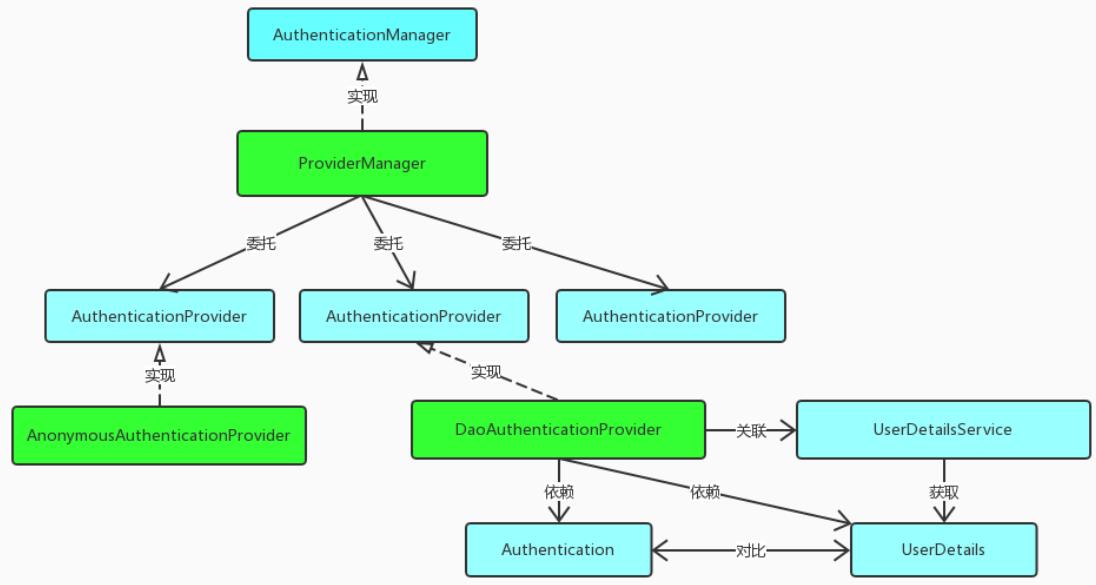 AuthenticationManager
实现
ProviderManager
委托
委托
委托
AuthenticationProvider
AuthenticationProvider
AuthenticationProvider
实现
实现
AnonymousAuthenticationProvider
DaoAuthenticationProvider
关联
UserDetailsService
依赖
依赖
获取
Authentication
对比
UserDetails